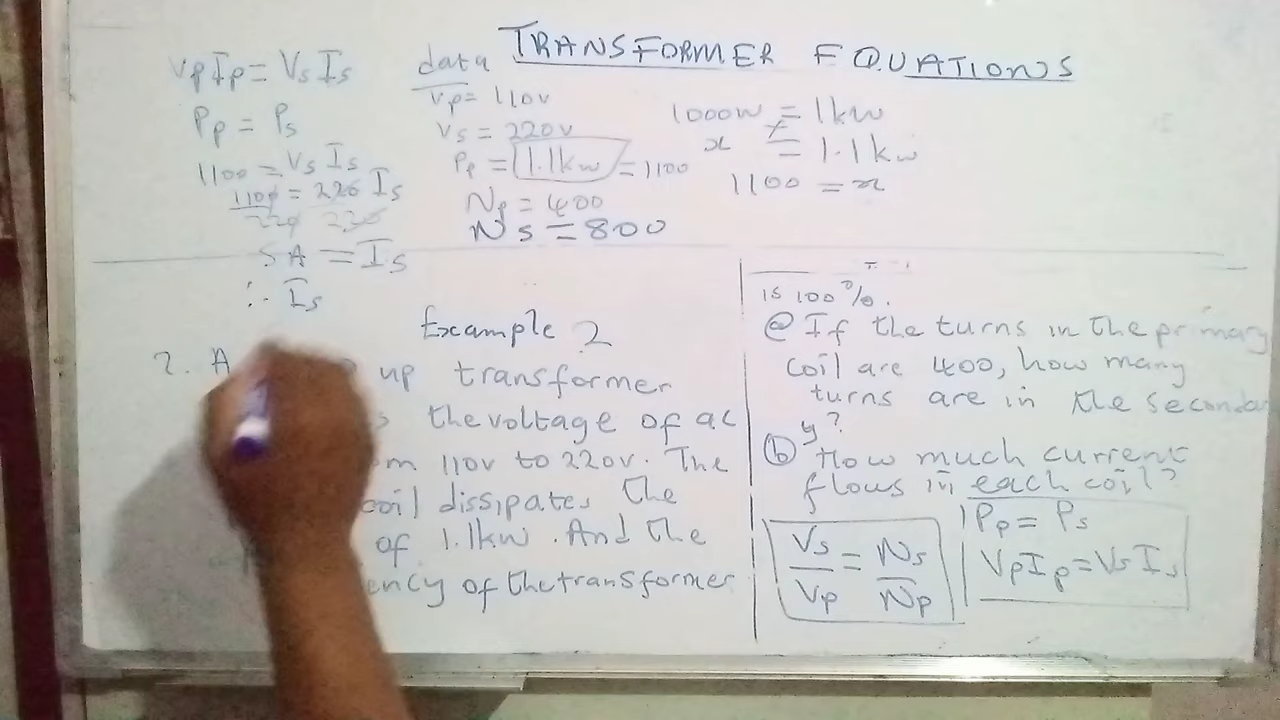 TRANSFORMER EQUATIONS
VpIp = VsIs
Pp = Ps
1100 = Vs Is
1100 = 220 Is
220 220
5A = Is
∴ Is
data
Vp = 110v
Vs = 220v
Pp = 1.1kw = 1100
Np = 400
Ns = 800
1000W = 1kw
x = 1.1kw
1100 = x
Example 2
2. A up transformer
the voltage of ac
110v to 220v. The
coil dissipates the
of 1.1kw. And the
of the transformer
is 100%.
ⓐ If the turns in the primary
coil are 400, how many
turns are in the secondar
y?
ⓑ How much current
flows in each coil?
Vs/Vp = Ns/Np
Pp = Ps
VpIp = VsIs